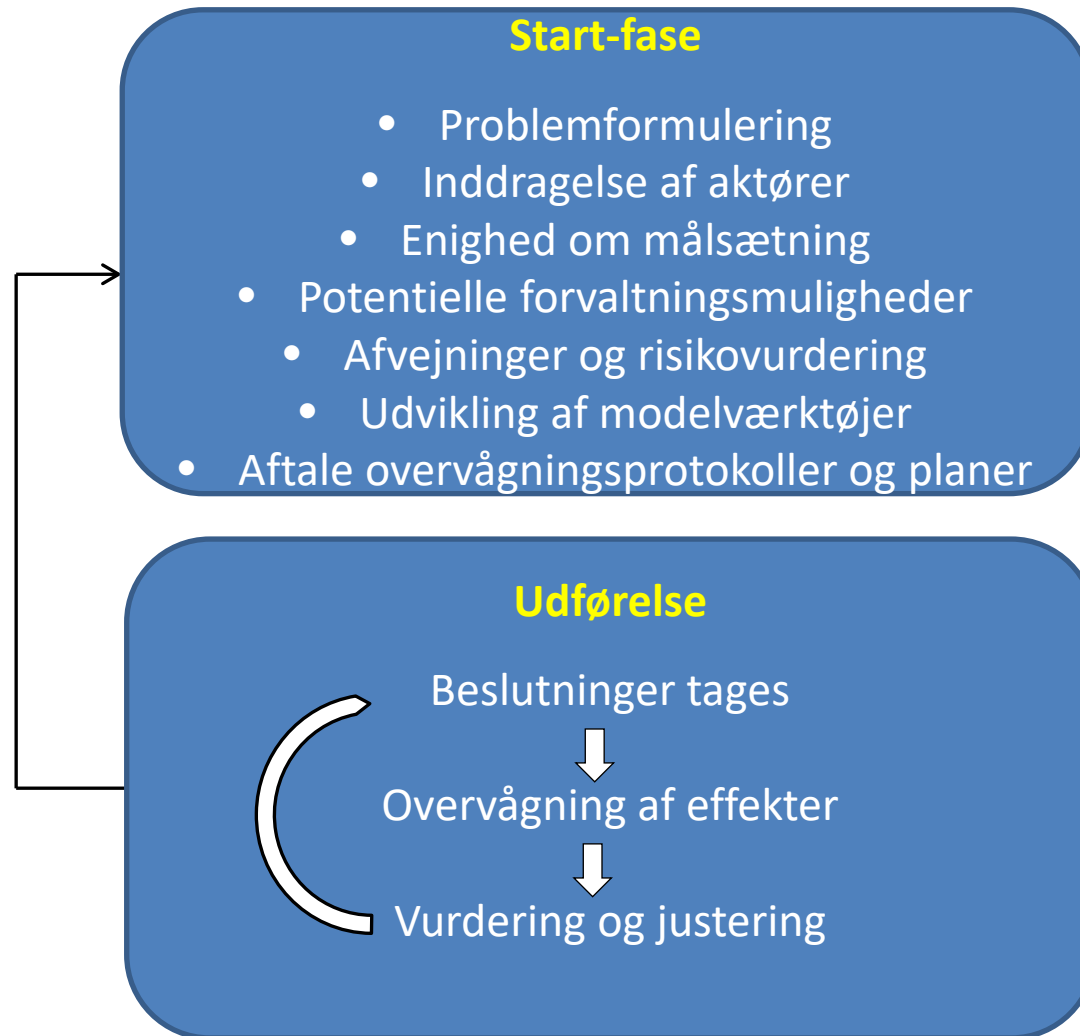 Start-fase
• Problemformulering
• Inddragelse af aktører
• Enighed om målsætning
• Potentielle forvaltningsmuligheder
• Afvejninger og risikovurdering
• Udvikling af modelværktøjer
• Aftale overvågningsprotokoller og planer
Udførelse
Beslutninger tages
Overvågning af effekter
Vurdering og justering